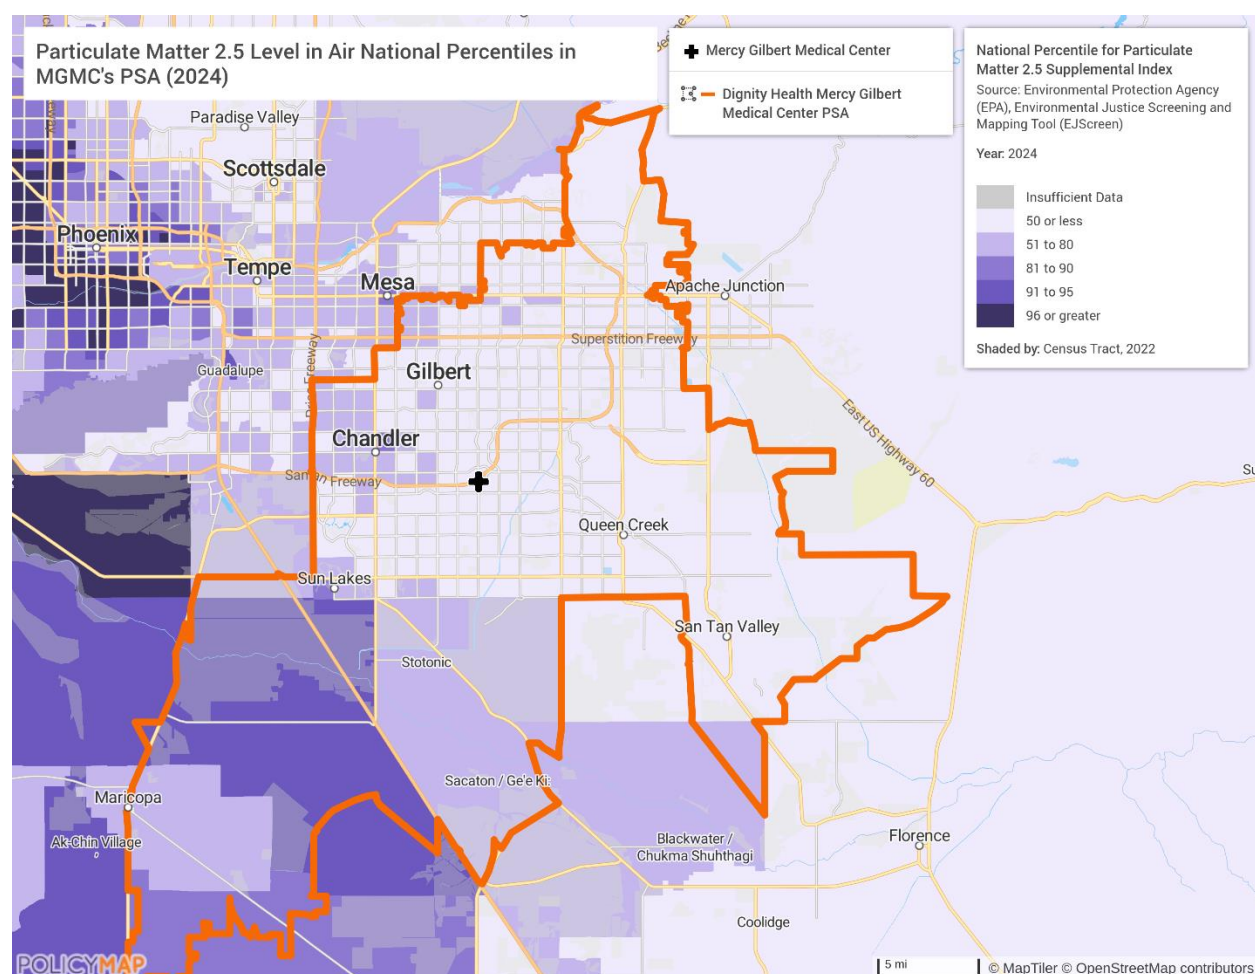 Particulate Matter 2.5 Level in Air National Percentiles in
MGMC's PSA (2024)
Mercy Gilbert Medical Center
Dignity Health Mercy Gilbert
Medical Center PSA
National Percentile for Particulate
Matter 2.5 Supplemental Index
Source: Environmental Protection Agency
(EPA), Environmental Justice Screening and
Mapping Tool (EJScreen)
Year: 2024
Insufficient Data
50 or less
51 to 80
81 to 90
91 to 95
96 or greater
Shaded by: Census Tract, 2022
Paradise Valley
Scottsdale
Phoenix
Tempe
Mesa
Apache Junction
Superstition Freeway
Guadalupe
Gilbert
Chandler
East US Highway 60
Freeway
Queen Creek
Sun Lakes
San Tan Valley
Stotonic
Sacaton / Ge'e Ki:
Maricopa
Ak-Chin Village
Blackwater /
Chukma Shuhthagi
Florence
Coolidge
POLICYMAP
5 mi
© MapTiler © OpenStreetMap contributors